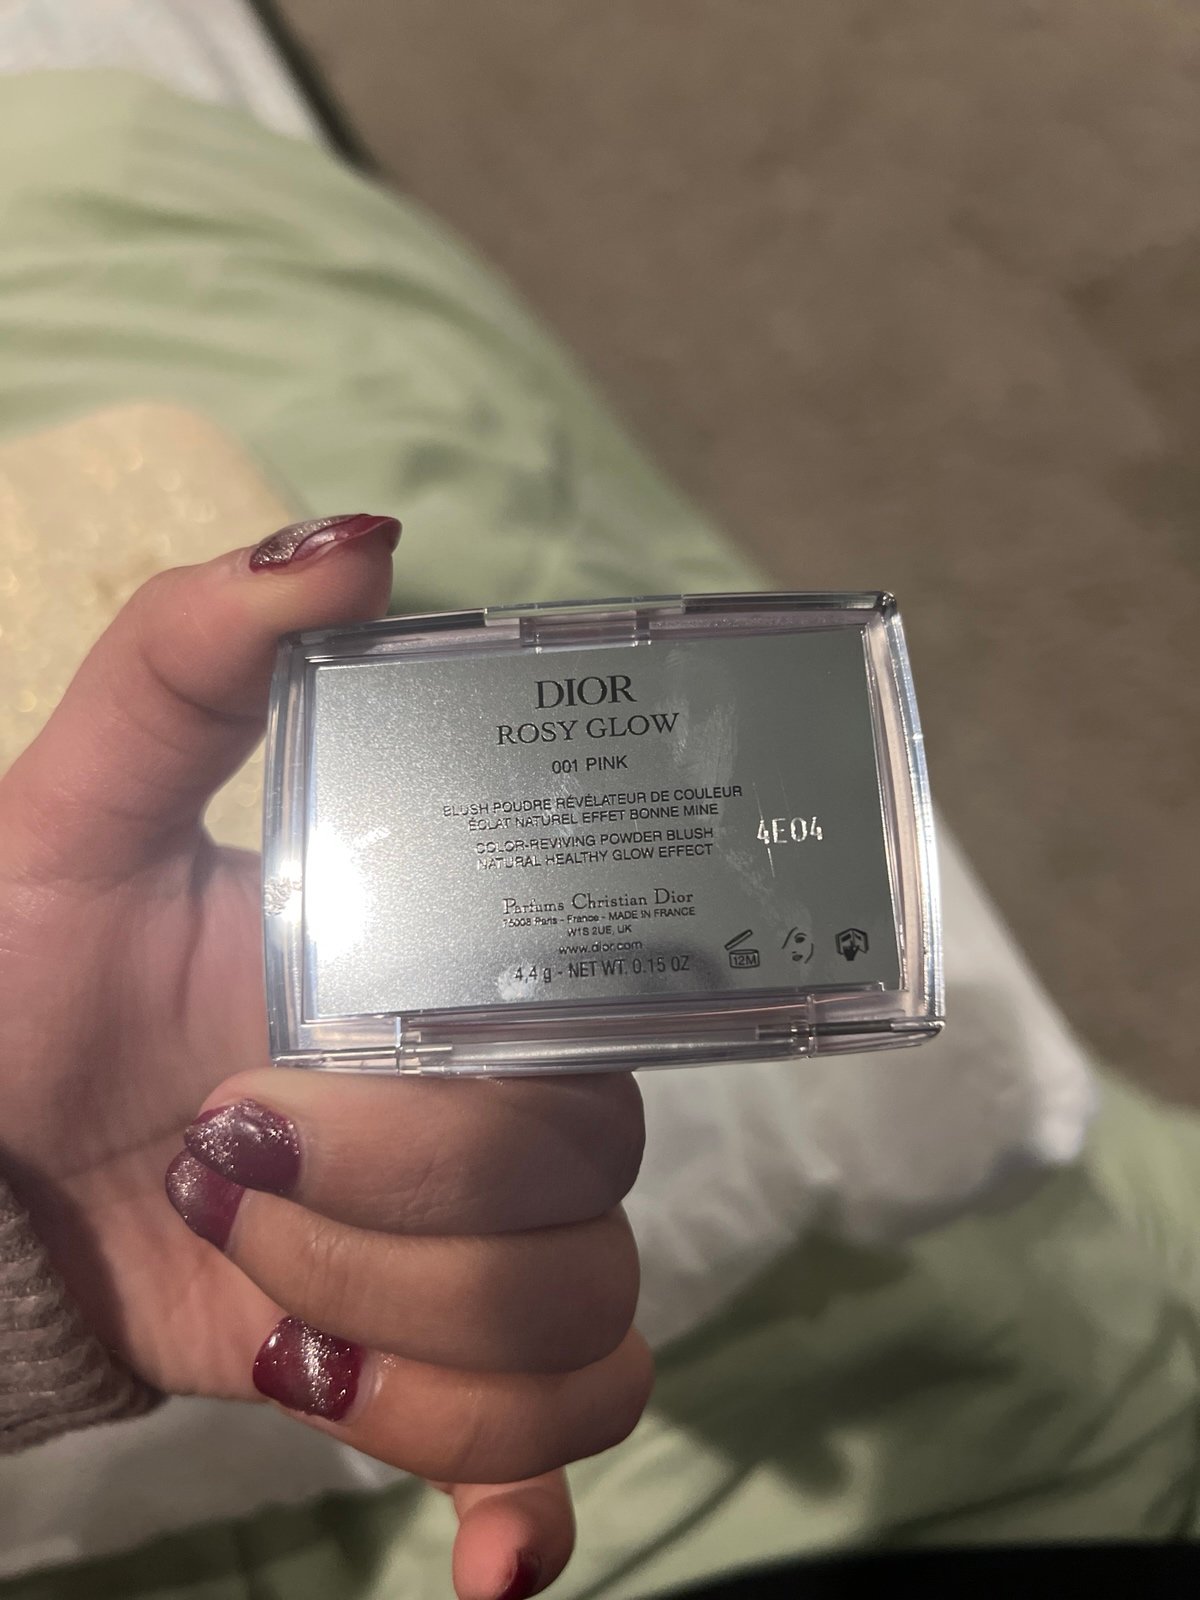 DIOR
ROSY GLOW
001 PINK
BLUSH POUDRE RÉVÉLATEUR DE COULEUR
ÉCLAT NATUREL EFFET BONNE MINE
COLOR-REVIVING POWDER BLUSH
NATURAL HEALTHY GLOW EFFECT
4E04
Parfums Christian Dior
75008 Paris - France - MADE IN FRANCE
W1S 2UE, UK
www.dior.com
4,4 g - NET WT. 0.15 OZ
12M